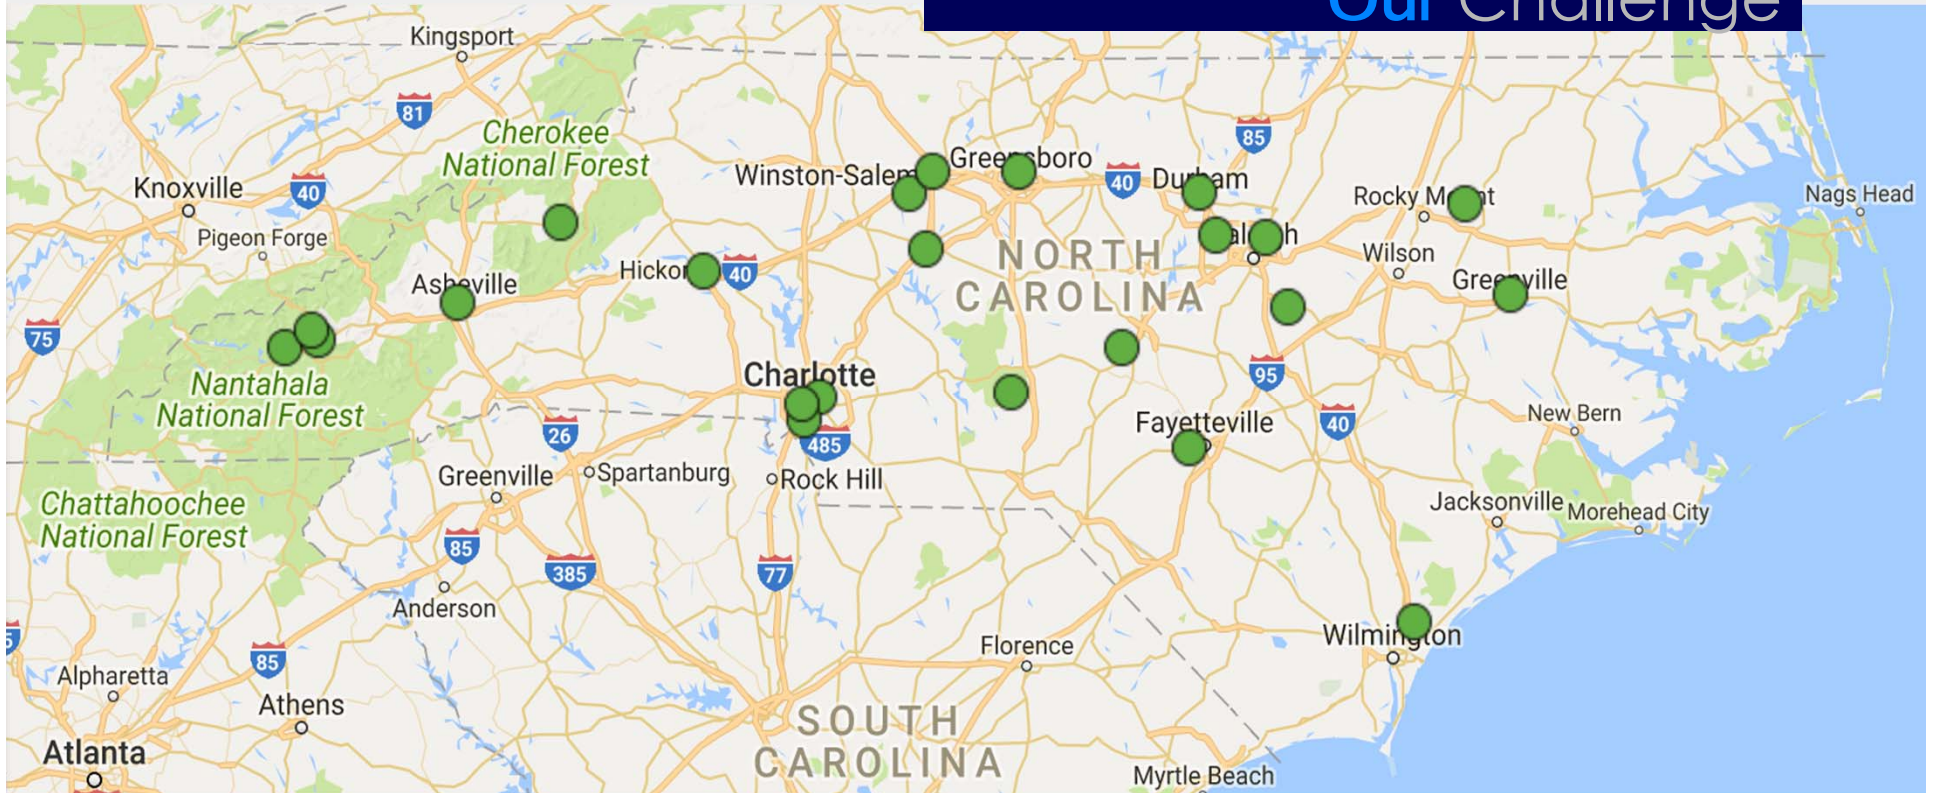 Our Challenge
Kingsport
81
Cherokee
National Forest
85
Winston-Salem
Greensboro
40
Durham
Knoxville
40
Rocky Mount
Nags Head
Pigeon Forge
Raleigh
NORTH
CAROLINA
Wilson
Hickory
40
Asheville
Greenville
75
Charlotte
95
Nantahala
National Forest
New Bern
Fayetteville
40
26
485
Greenville
Spartanburg
Rock Hill
Chattahoochee
National Forest
Jacksonville
Morehead City
85
385
77
Anderson
5
Wilmington
Florence
85
Alpharetta
Athens
SOUTH
CAROLINA
Atlanta
Myrtle Beach